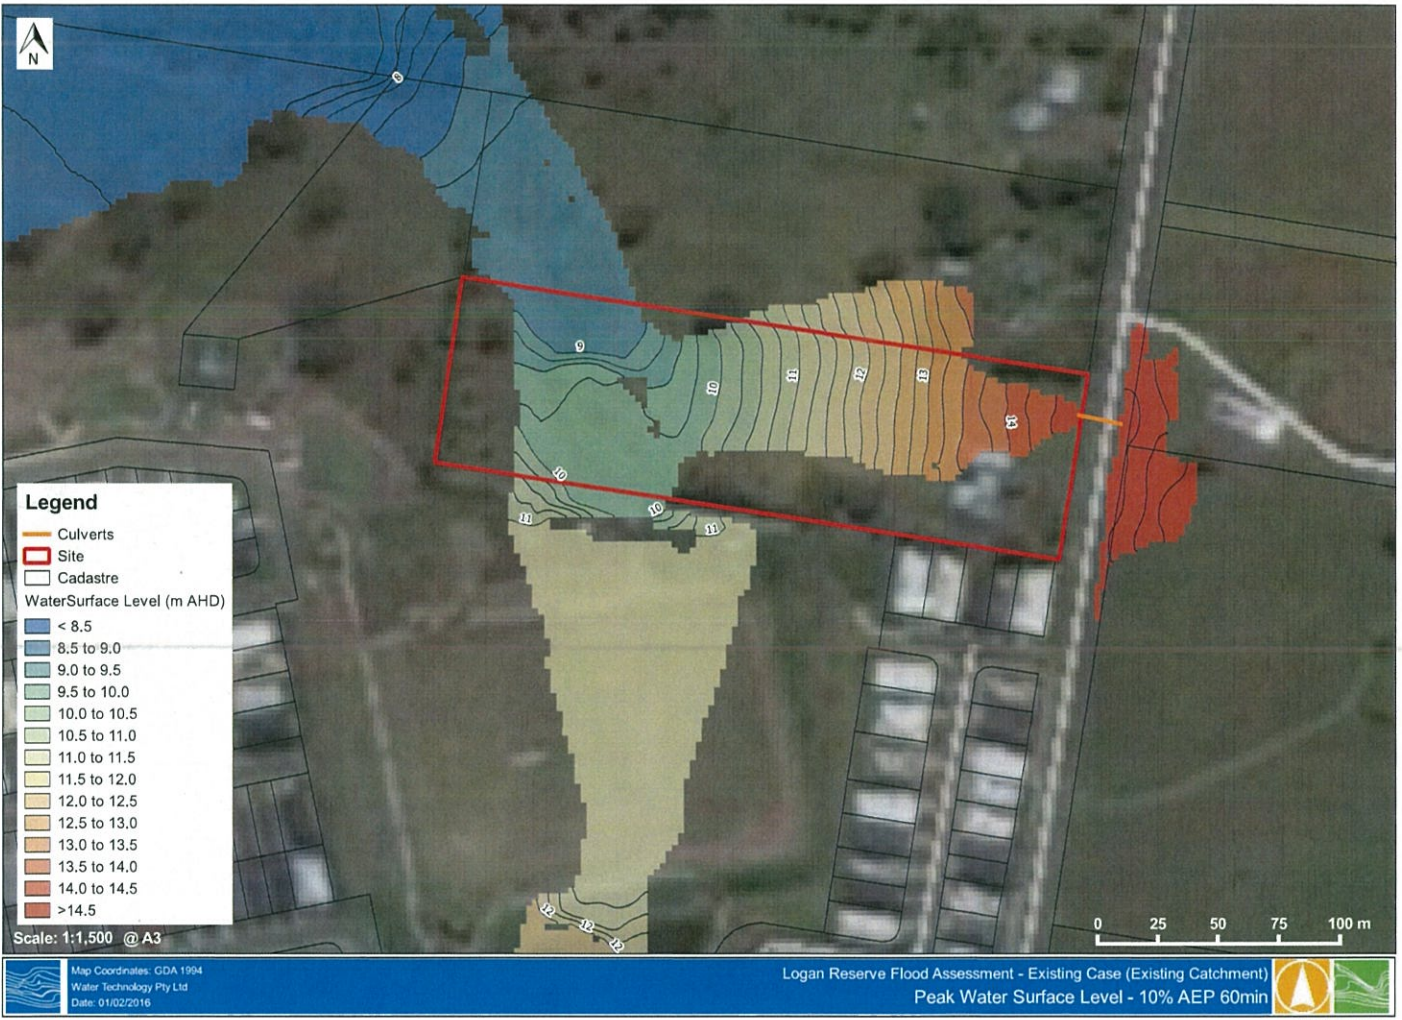 N
8
9
10
11
12
13
14
10
10
11
11
12
12
12
Legend
Culverts
Site
Cadastre
WaterSurface Level (m AHD)
< 8.5
8.5 to 9.0
9.0 to 9.5
9.5 to 10.0
10.0 to 10.5
10.5 to 11.0
11.0 to 11.5
11.5 to 12.0
12.0 to 12.5
12.5 to 13.0
13.0 to 13.5
13.5 to 14.0
14.0 to 14.5
>14.5
Scale: 1:1,500 @ A3
0 25 50 75 100 m
Map Coordinates: GDA 1994
Water Technology Pty Ltd
Date: 01/02/2016
Logan Reserve Flood Assessment - Existing Case (Existing Catchment)
Peak Water Surface Level - 10% AEP 60min